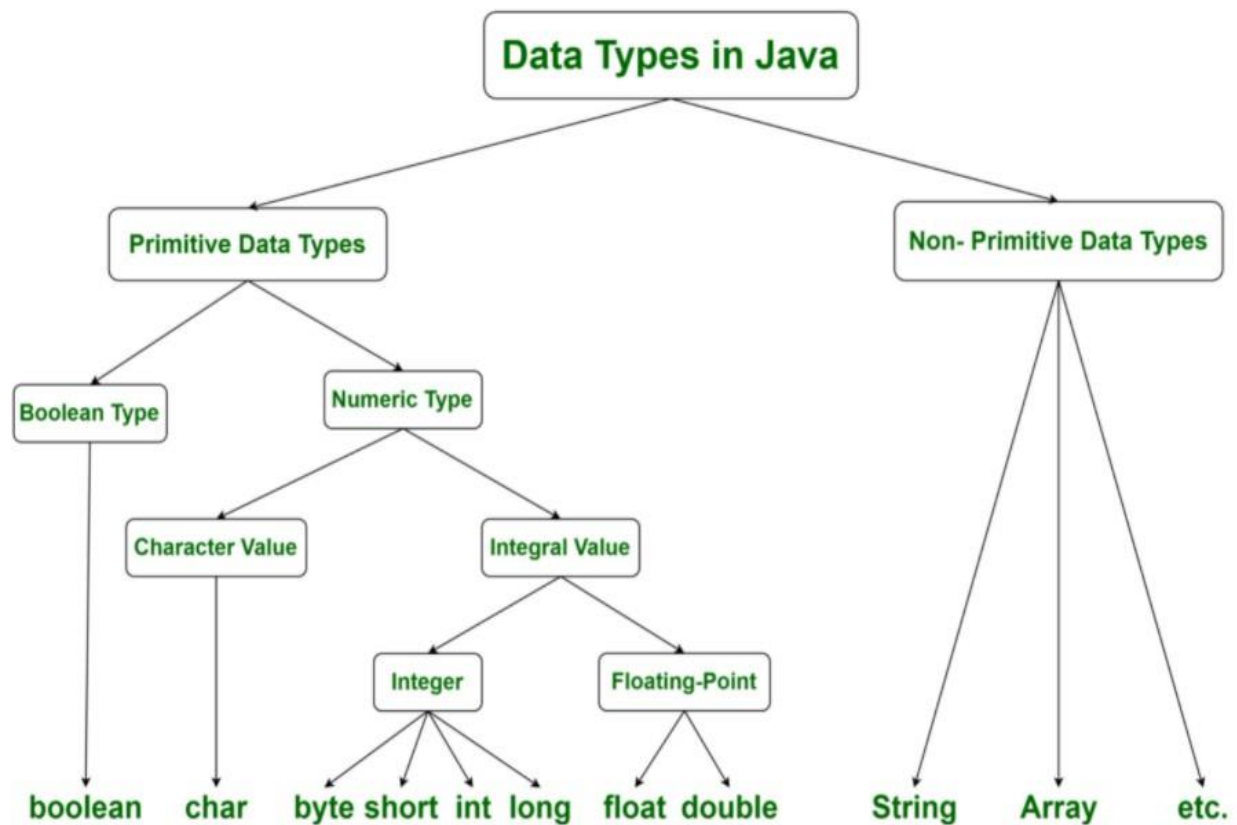 Data Types in Java
Primitive Data Types
Non- Primitive Data Types
Boolean Type
Numeric Type
Character Value
Integral Value
Integer
Floating-Point
boolean char byte short int long float double String Array etc.